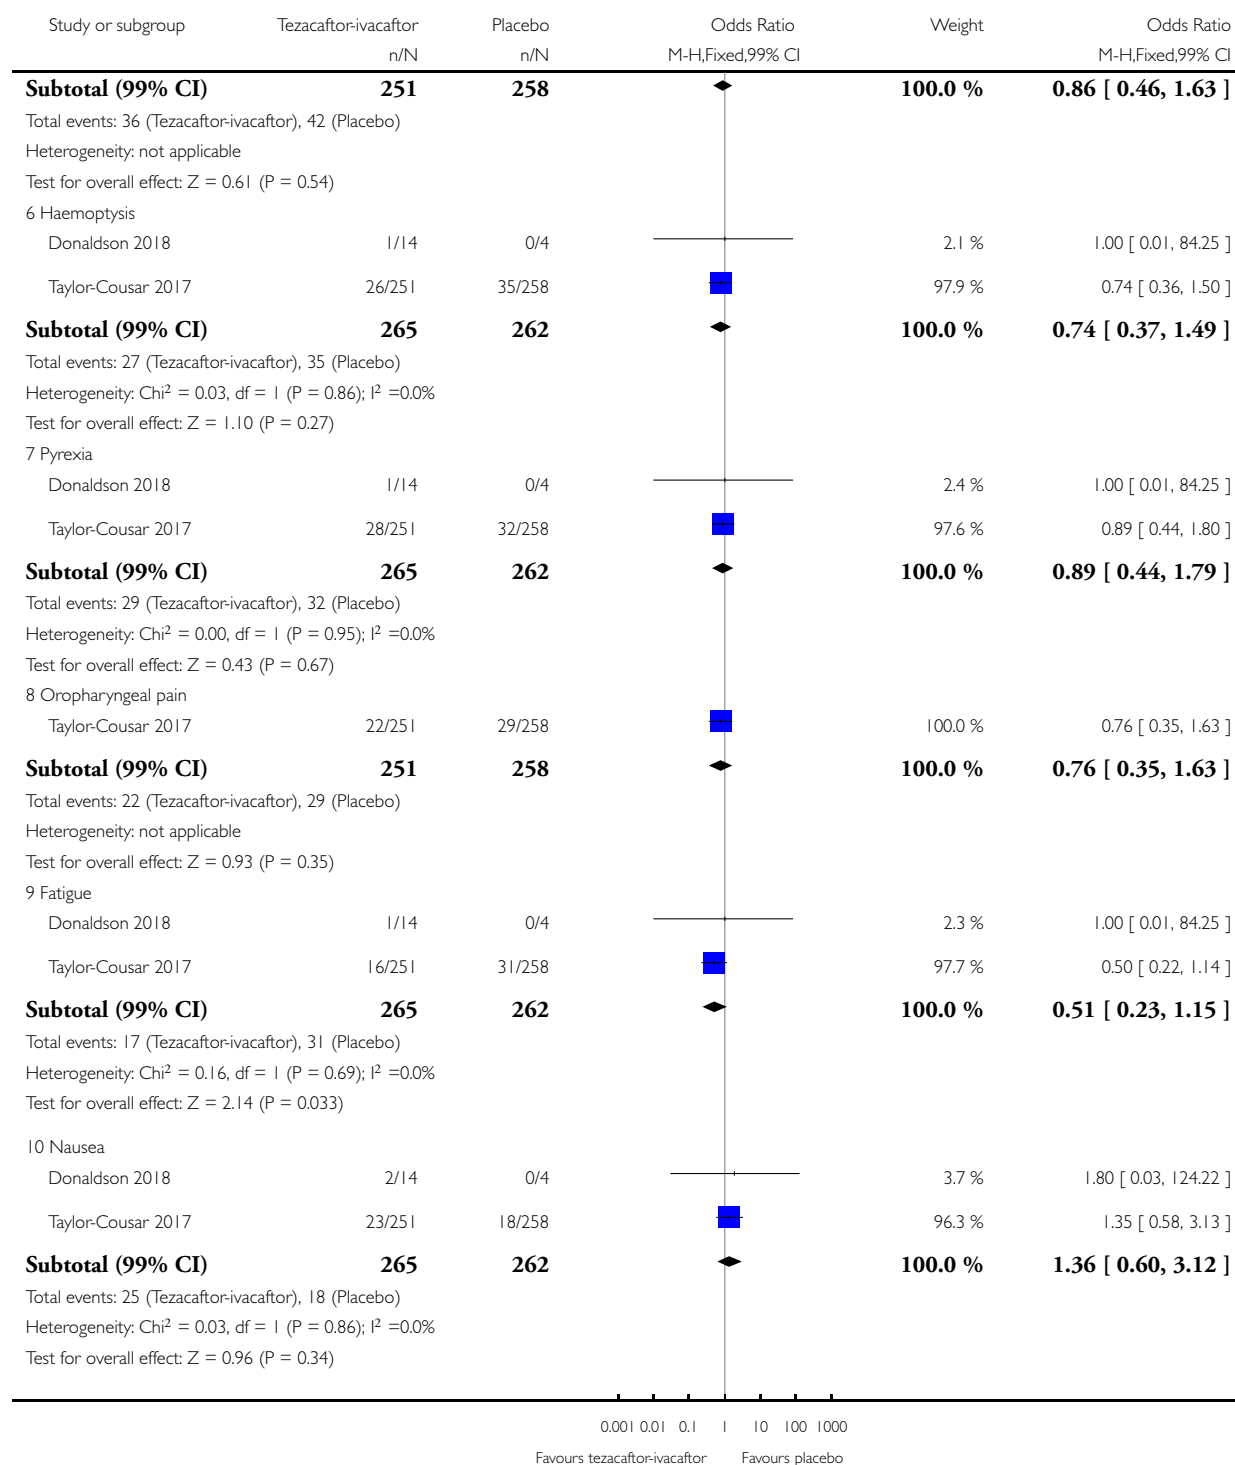 Study or subgroup Tezacaftor-ivacaftor Placebo Odds Ratio Weight Odds Ratio
n/N n/N M-H,Fixed,99% CI M-H,Fixed,99% CI
Subtotal (99% CI) 251 258 100.0 % 0.86 [ 0.46, 1.63 ]
Total events: 36 (Tezacaftor-ivacaftor), 42 (Placebo)
Heterogeneity: not applicable
Test for overall effect: Z = 0.61 (P = 0.54)
6 Haemoptysis
Donaldson 2018 1/14 0/4 2.1 % 1.00 [ 0.01, 84.25 ]
Taylor-Cousar 2017 26/251 35/258 97.9 % 0.74 [ 0.36, 1.50 ]
Subtotal (99% CI) 265 262 100.0 % 0.74 [ 0.37, 1.49 ]
Total events: 27 (Tezacaftor-ivacaftor), 35 (Placebo)
Heterogeneity: Chi² = 0.03, df = 1 (P = 0.86); I² =0.0%
Test for overall effect: Z = 1.10 (P = 0.27)
7 Pyrexia
Donaldson 2018 1/14 0/4 2.4 % 1.00 [ 0.01, 84.25 ]
Taylor-Cousar 2017 28/251 32/258 97.6 % 0.89 [ 0.44, 1.80 ]
Subtotal (99% CI) 265 262 100.0 % 0.89 [ 0.44, 1.79 ]
Total events: 29 (Tezacaftor-ivacaftor), 32 (Placebo)
Heterogeneity: Chi² = 0.00, df = 1 (P = 0.95); I² =0.0%
Test for overall effect: Z = 0.43 (P = 0.67)
8 Oropharyngeal pain
Taylor-Cousar 2017 22/251 29/258 100.0 % 0.76 [ 0.35, 1.63 ]
Subtotal (99% CI) 251 258 100.0 % 0.76 [ 0.35, 1.63 ]
Total events: 22 (Tezacaftor-ivacaftor), 29 (Placebo)
Heterogeneity: not applicable
Test for overall effect: Z = 0.93 (P = 0.35)
9 Fatigue
Donaldson 2018 1/14 0/4 2.3 % 1.00 [ 0.01, 84.25 ]
Taylor-Cousar 2017 16/251 31/258 97.7 % 0.50 [ 0.22, 1.14 ]
Subtotal (99% CI) 265 262 100.0 % 0.51 [ 0.23, 1.15 ]
Total events: 17 (Tezacaftor-ivacaftor), 31 (Placebo)
Heterogeneity: Chi² = 0.16, df = 1 (P = 0.69); I² =0.0%
Test for overall effect: Z = 2.14 (P = 0.033)
10 Nausea
Donaldson 2018 2/14 0/4 3.7 % 1.80 [ 0.03, 124.22 ]
Taylor-Cousar 2017 23/251 18/258 96.3 % 1.35 [ 0.58, 3.13 ]
Subtotal (99% CI) 265 262 100.0 % 1.36 [ 0.60, 3.12 ]
Total events: 25 (Tezacaftor-ivacaftor), 18 (Placebo)
Heterogeneity: Chi² = 0.03, df = 1 (P = 0.86); I² =0.0%
Test for overall effect: Z = 0.96 (P = 0.34)
0.001 0.01 0.1 1 10 100 1000
Favours tezacaftor-ivacaftor Favours placebo